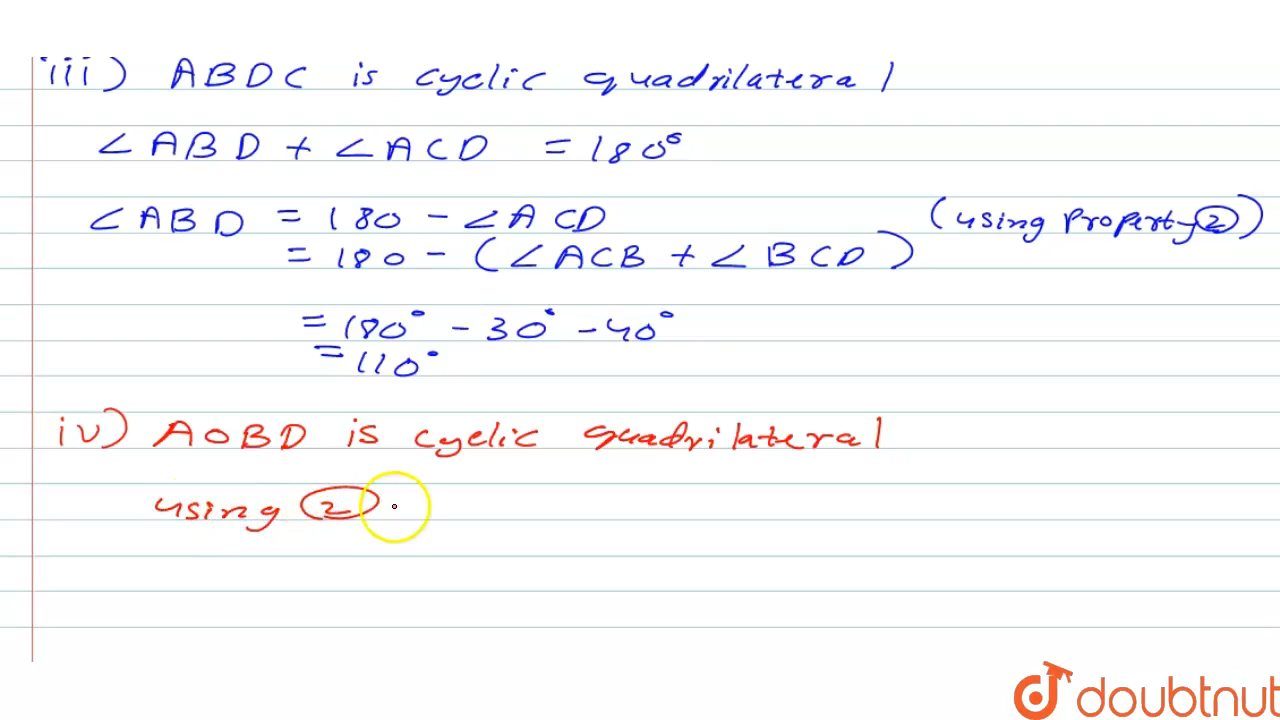 iii) ABDC is cyclic quadrilateral
∠ABD + ∠ACD = 180°
∠ABD = 180 - ∠ACD (using Property ②)
= 180 - (∠ACB + ∠BCD)
= 180° - 30° - 40°
= 110°
iv) AOBD is cyclic quadrilateral
using ②
doubtnut